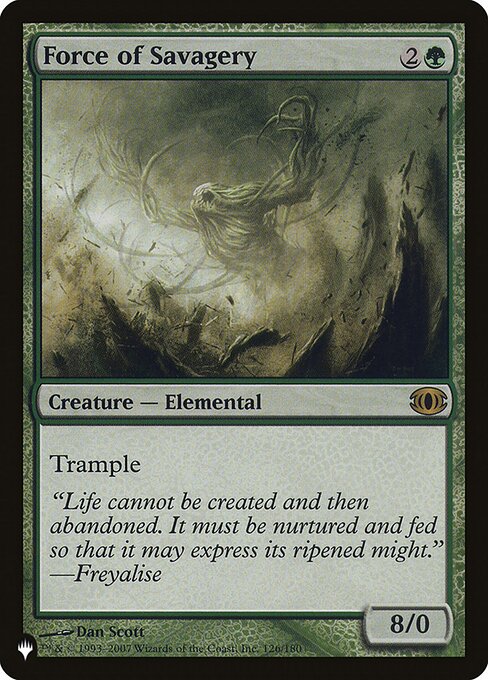 Force of Savagery 2
Creature — Elemental
Trample
“Life cannot be created and then
abandoned. It must be nurtured and fed
so that it may express its ripened might.”
—Freyalise
Dan Scott
8/0
™ & © 1993–2007 Wizards of the Coast, Inc. 126/180